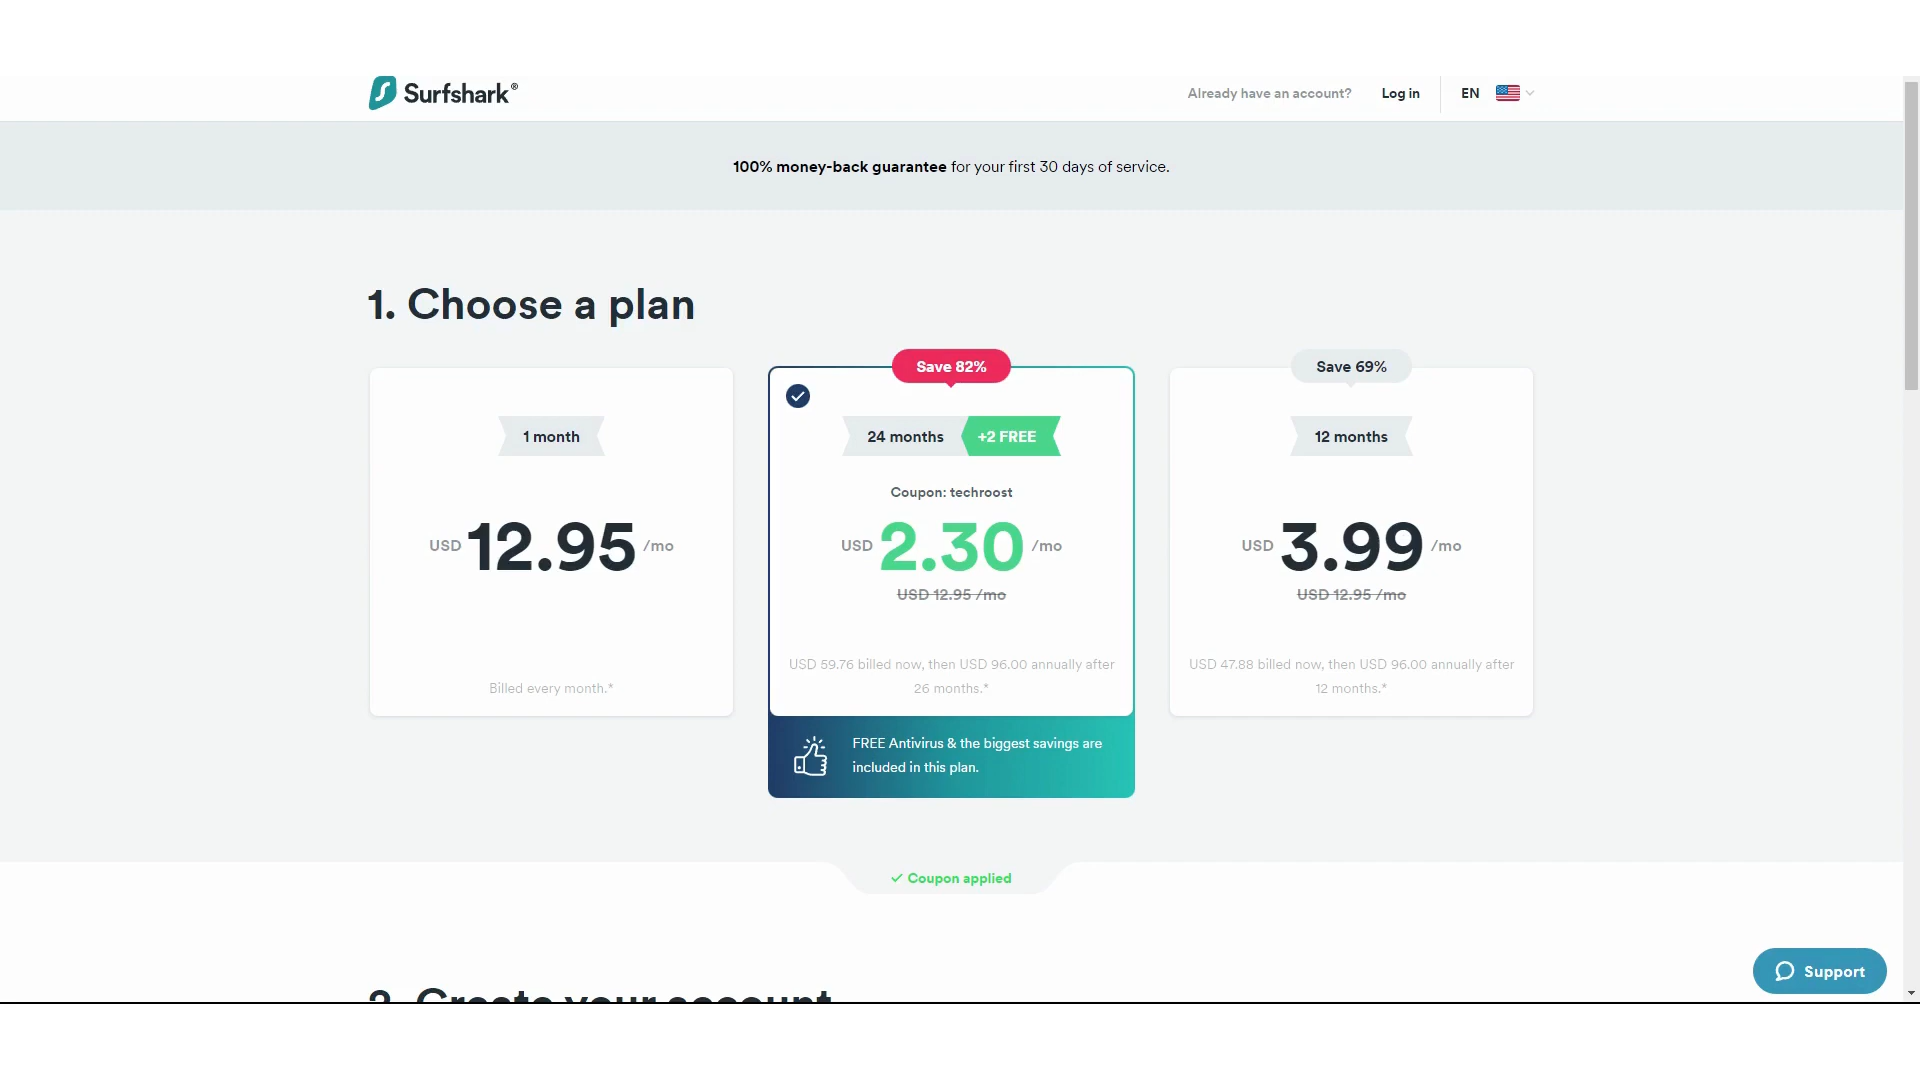 Surfshark®
Already have an account? Log in EN
100% money-back guarantee for your first 30 days of service.
1. Choose a plan
1 month
USD 12.95 /mo
Billed every month.*
Save 82%
24 months +2 FREE
Coupon: techroost
USD 2.30 /mo
USD 12.95 /mo
USD 59.76 billed now, then USD 96.00 annually after
26 months.*
FREE Antivirus & the biggest savings are
included in this plan.
Save 69%
12 months
USD 3.99 /mo
USD 12.95 /mo
USD 47.88 billed now, then USD 96.00 annually after
12 months.*
Coupon applied
2. Create your account
Support